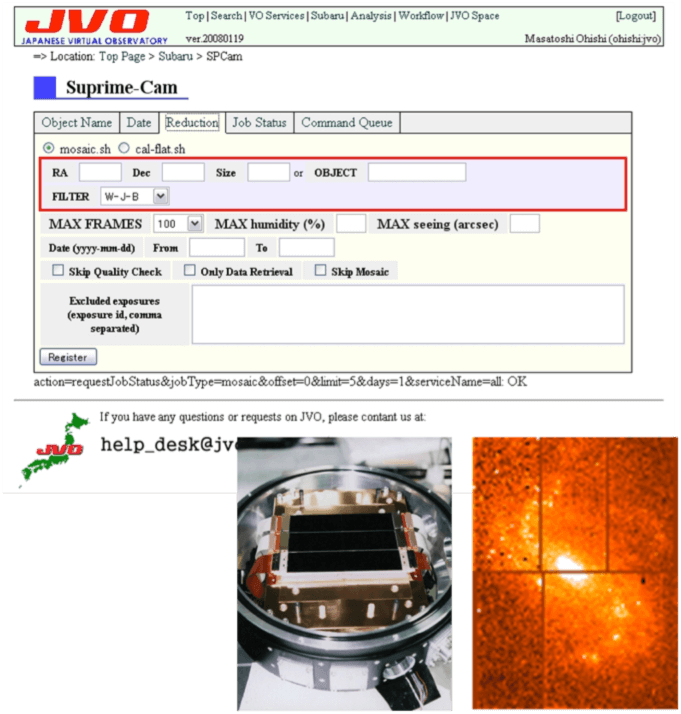 JVO
JAPANESE VIRTUAL OBSERVATORY
Top | Search | VO Services | Subaru | Analysis | Workflow | JVO Space
[Logout]
ver.20080119
Masatoshi Ohishi (ohishi:jvo)
=> Location: Top Page > Subaru > SPCam
Suprime-Cam
Object Name Date Reduction Job Status Command Queue
mosaic.sh cal-flat.sh
RA Dec Size or OBJECT
FILTER W-J-B
MAX FRAMES 100 MAX humidity (%) MAX seeing (arcsec)
Date (yyyy-mm-dd) From To
Skip Quality Check Only Data Retrieval Skip Mosaic
Excluded exposures
(exposure id, comma
separated)
Register
action=requestJobStatus&jobType=mosaic&offset=0&limit=5&days=1&serviceName=all: OK
If you have any questions or requests on JVO, please contant us at:
JVO
help_desk@jv